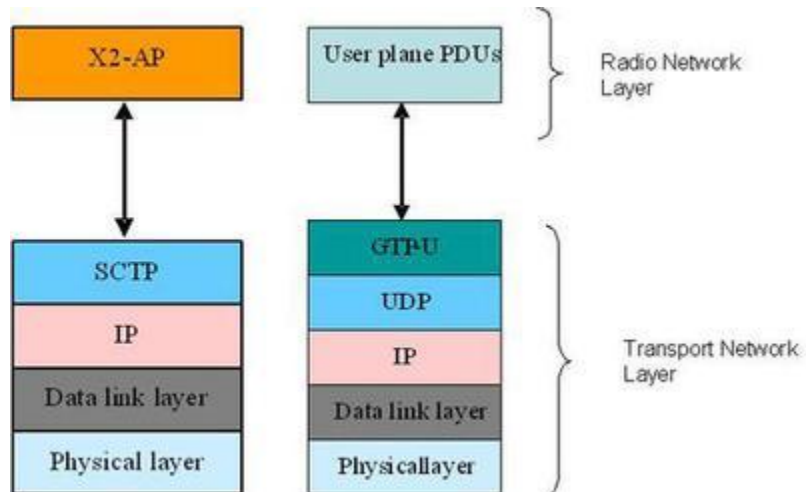 X2-AP
User plane PDUs
Radio Network
Layer
SCTP
IP
Data link layer
Physical layer
GTP-U
UDP
IP
Data link layer
Physicallayer
Transport Network
Layer